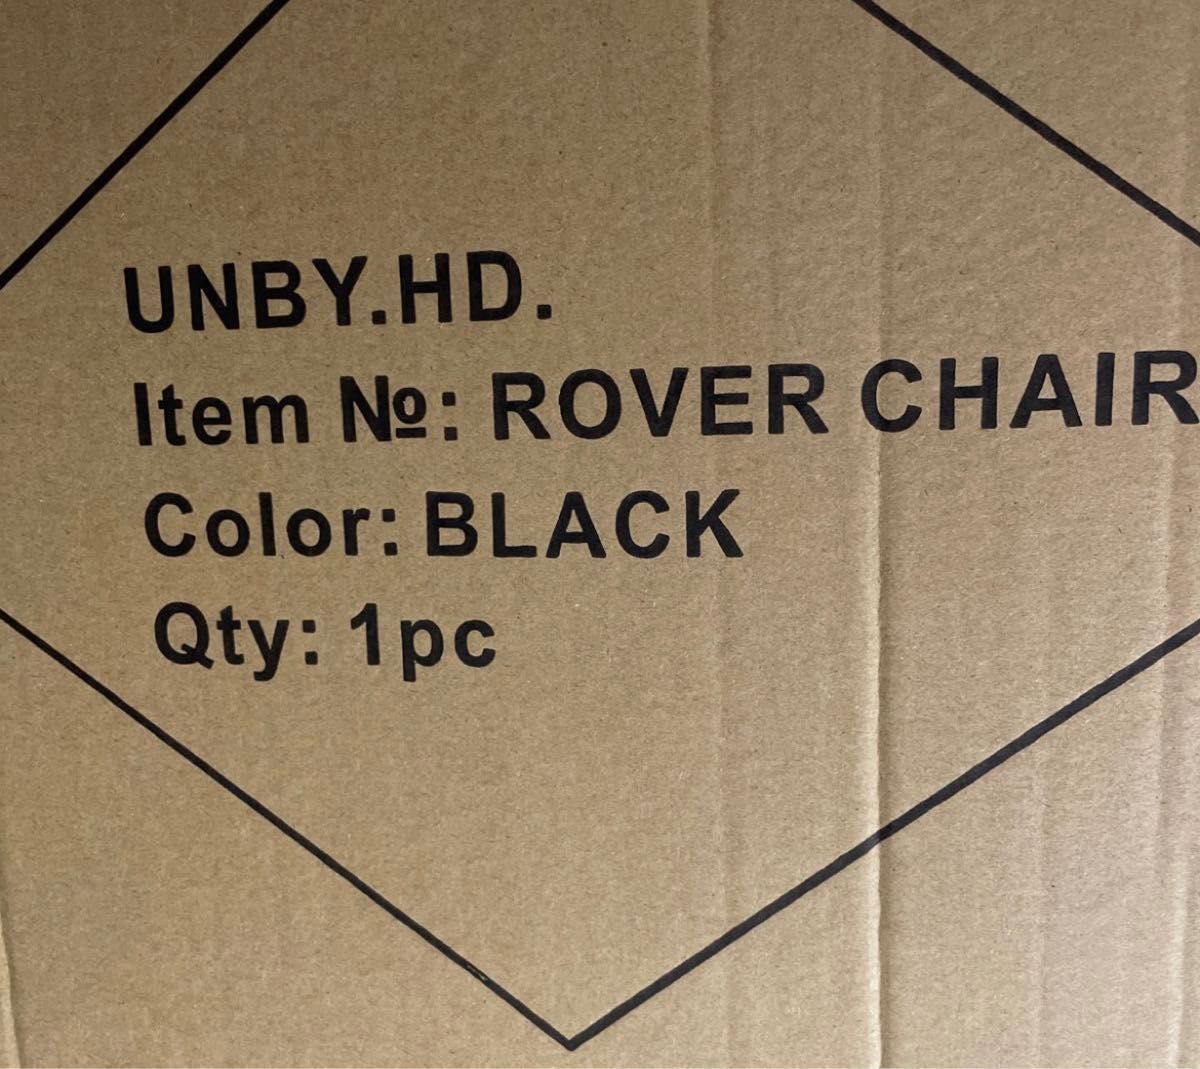 UNBY.HD.
Item №: ROVER CHAIR
Color: BLACK
Qty: 1pc